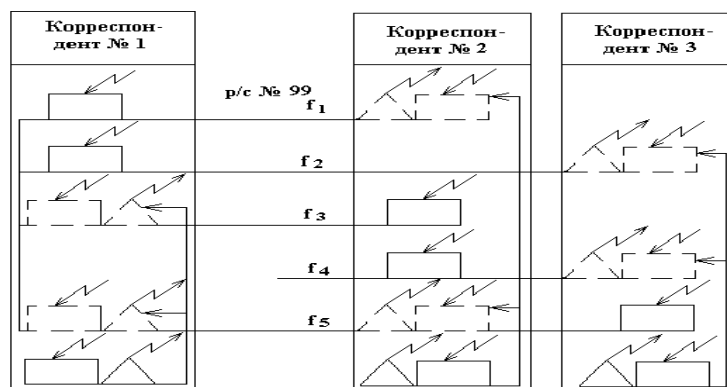 Корреспон-
дент № 1
Корреспон-
дент № 2
Корреспон-
дент № 3
р/с № 99
f1
f2
f3
f4
f5